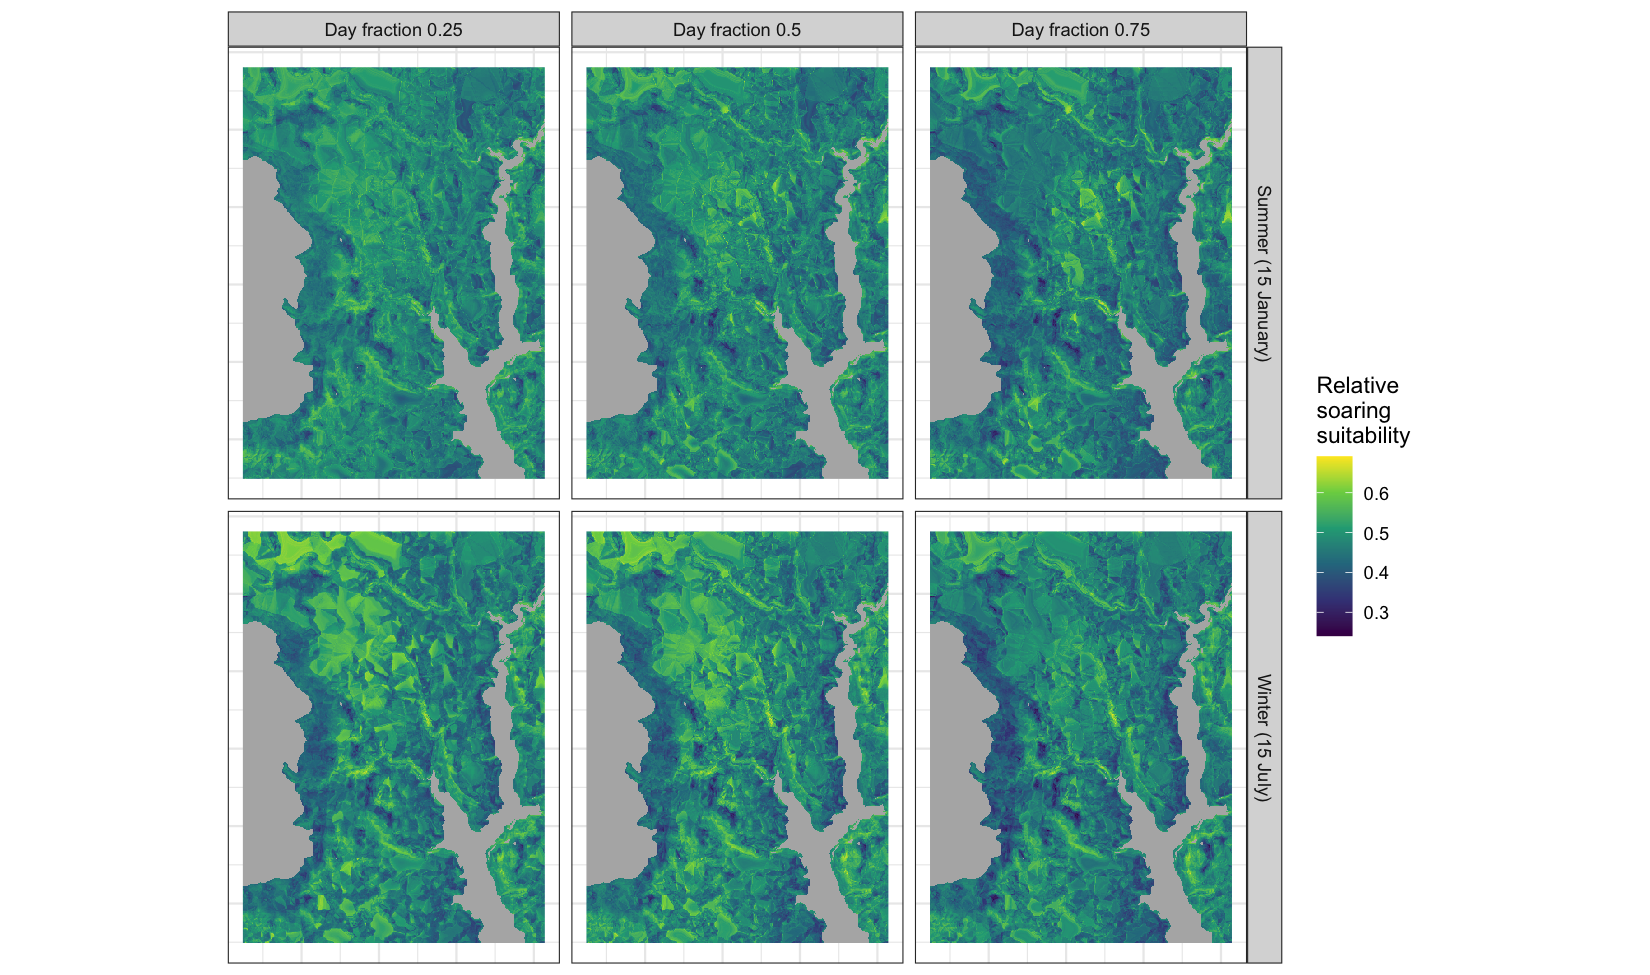 Day fraction 0.25
Day fraction 0.5
Day fraction 0.75
Summer (15 January)
Winter (15 July)
Relative
soaring
suitability
0.6
0.5
0.4
0.3